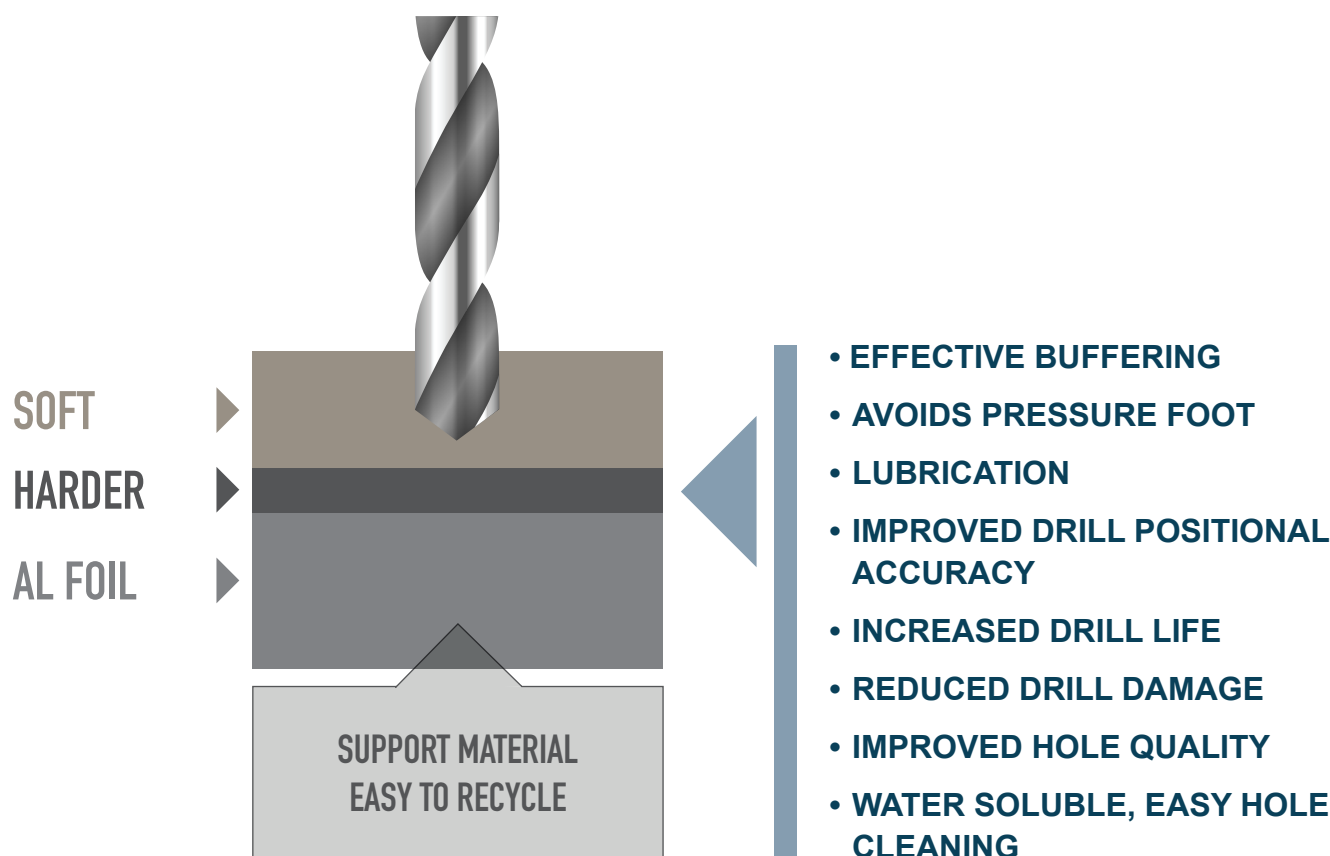 SOFT
HARDER
AL FOIL
SUPPORT MATERIAL
EASY TO RECYCLE
• EFFECTIVE BUFFERING
• AVOIDS PRESSURE FOOT
• LUBRICATION
• IMPROVED DRILL POSITIONAL
ACCURACY
• INCREASED DRILL LIFE
• REDUCED DRILL DAMAGE
• IMPROVED HOLE QUALITY
• WATER SOLUBLE, EASY HOLE
CLEANING